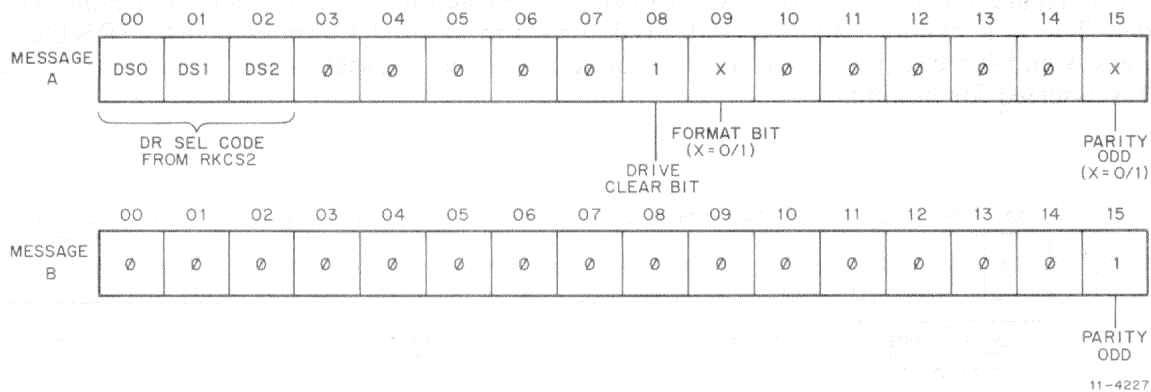 00 01 02 03 04 05 06 07 08 09 10 11 12 13 14 15
MESSAGE
A
DS0 DS1 DS2 Ø Ø Ø Ø Ø 1 X Ø Ø Ø Ø Ø X
DR SEL CODE
FROM RKCS2
DRIVE
CLEAR BIT
FORMAT BIT
(X=0/1)
PARITY
ODD
(X=0/1)
00 01 02 03 04 05 06 07 08 09 10 11 12 13 14 15
MESSAGE
B
Ø Ø Ø Ø Ø Ø Ø Ø Ø Ø Ø Ø Ø Ø Ø 1
PARITY
ODD
11-4227